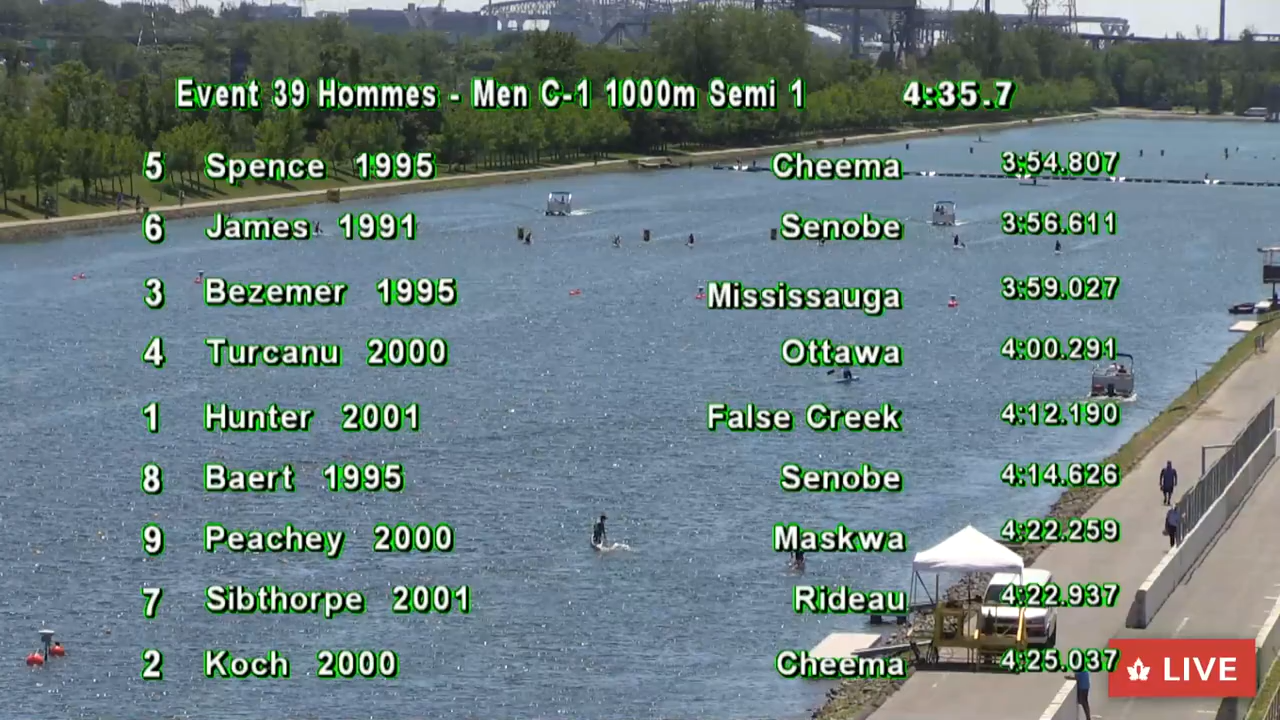 Event 39 Hommes - Men C-1 1000m Semi 1 4:35.7
5 Spence 1995 Cheema 3:54.807
6 James 1991 Senobe 3:56.611
3 Bezemer 1995 Mississauga 3:59.027
4 Turcanu 2000 Ottawa 4:00.291
1 Hunter 2001 False Creek 4:12.190
8 Baert 1995 Senobe 4:14.626
9 Peachey 2000 Maskwa 4:22.259
7 Sibthorpe 2001 Rideau 4:22.937
2 Koch 2000 Cheema 4:25.037
LIVE